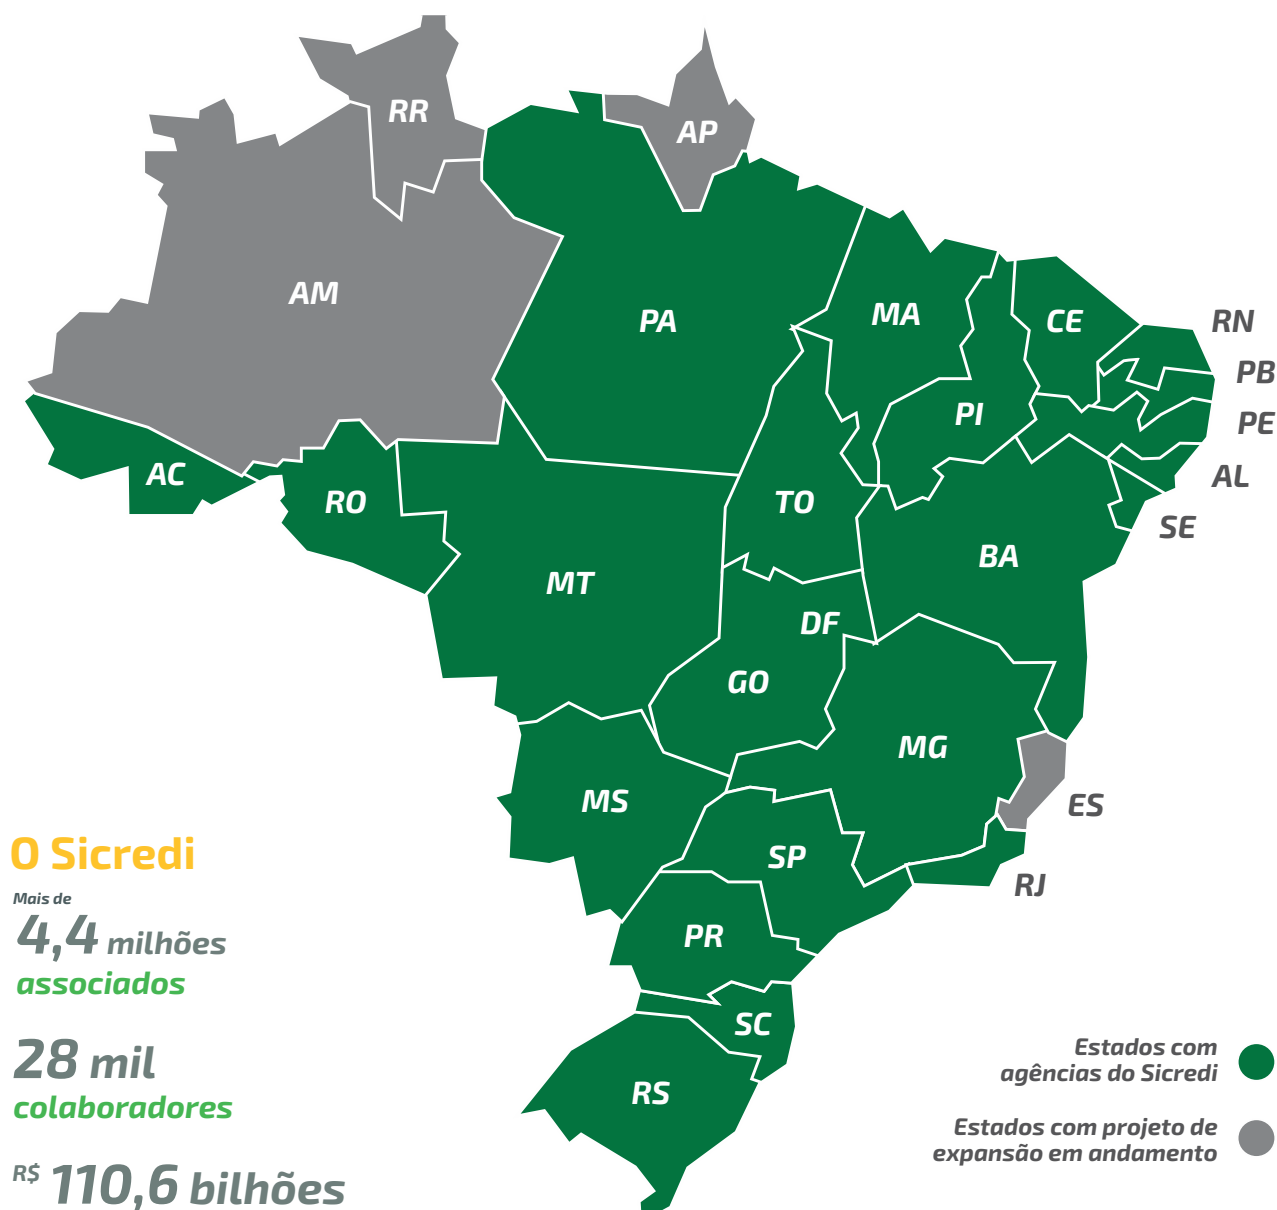 RR
AP
AM
PA
MA
CE
RN
PB
PI
PE
AC
RO
TO
AL
SE
BA
MT
DF
GO
MG
MS
ES
SP
RJ
PR
SC
RS
O Sicredi
Mais de
4,4 milhões
associados
28 mil
colaboradores
R$ 110,6 bilhões
Estados com
agências do Sicredi
Estados com projeto de
expansão em andamento